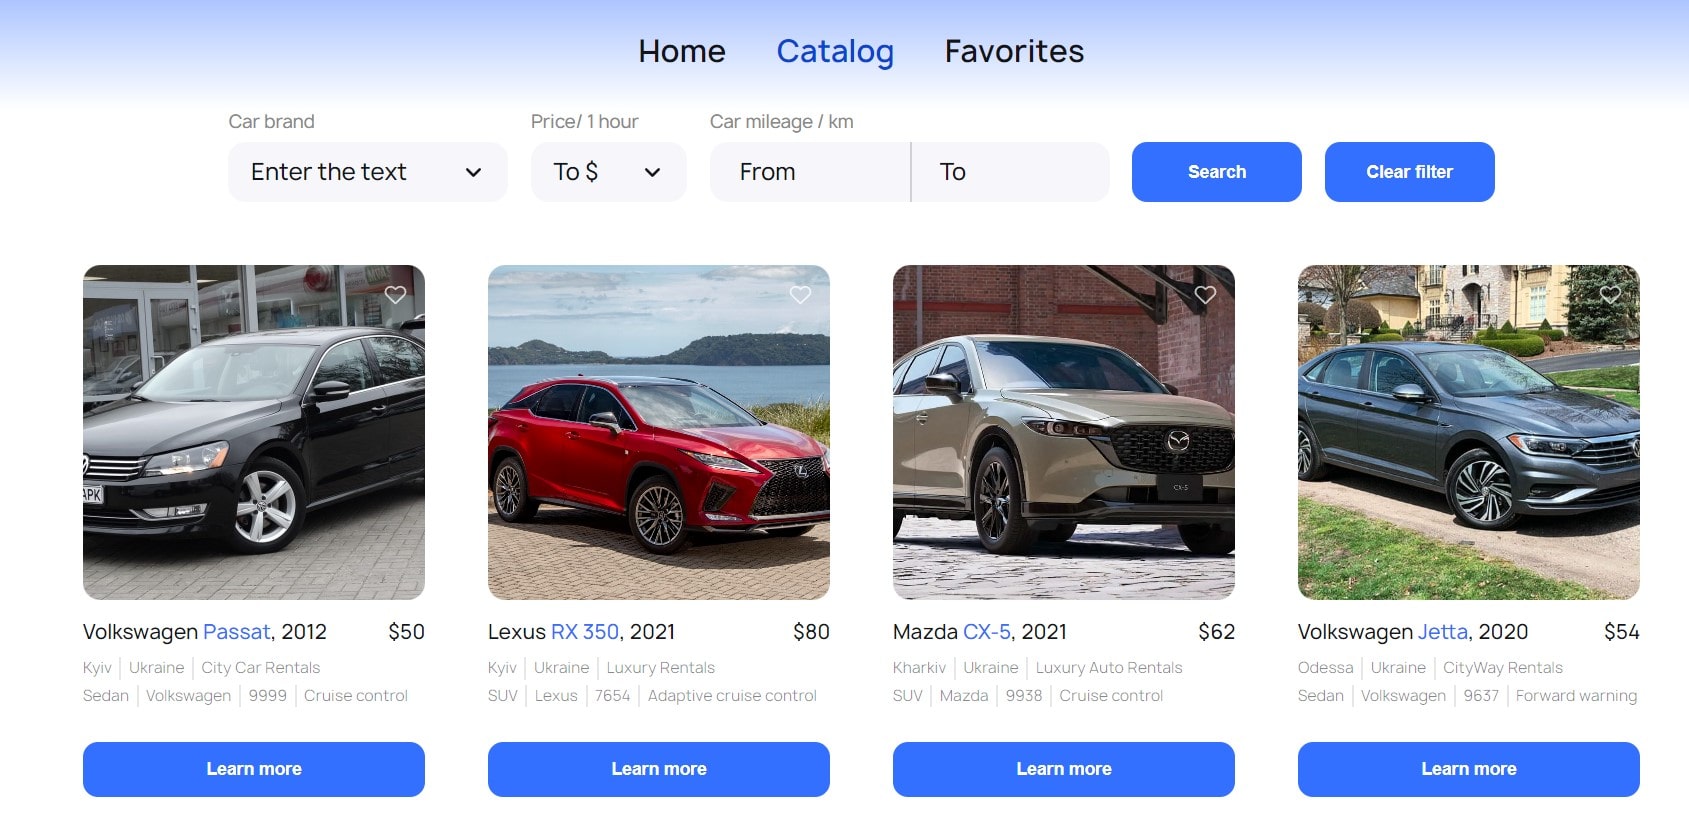 Home Catalog Favorites
Car brand Price/ 1 hour Car mileage / km
Enter the text To $ From To Search Clear filter
APK
CX-5
Volkswagen Passat, 2012 $50
Kyiv Ukraine City Car Rentals
Sedan Volkswagen 9999 Cruise control
Learn more
Lexus RX 350, 2021 $80
Kyiv Ukraine Luxury Rentals
SUV Lexus 7654 Adaptive cruise control
Learn more
Mazda CX-5, 2021 $62
Kharkiv Ukraine Luxury Auto Rentals
SUV Mazda 9938 Cruise control
Learn more
Volkswagen Jetta, 2020 $54
Odessa Ukraine CityWay Rentals
Sedan Volkswagen 9637 Forward warning
Learn more